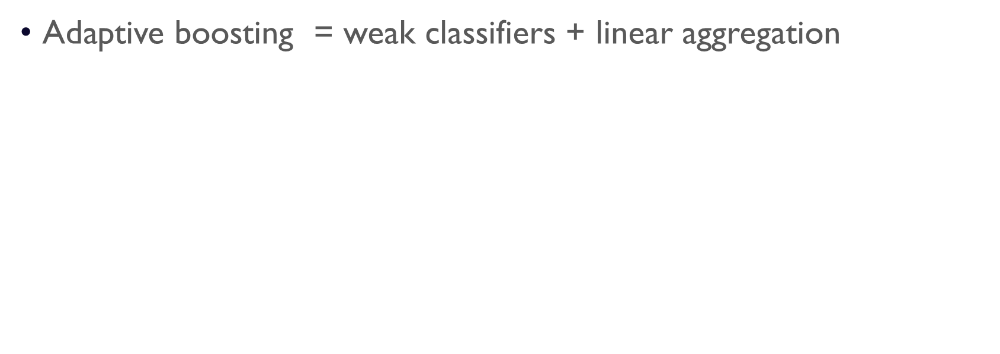 • Adaptive boosting  = weak classifiers + linear aggregation